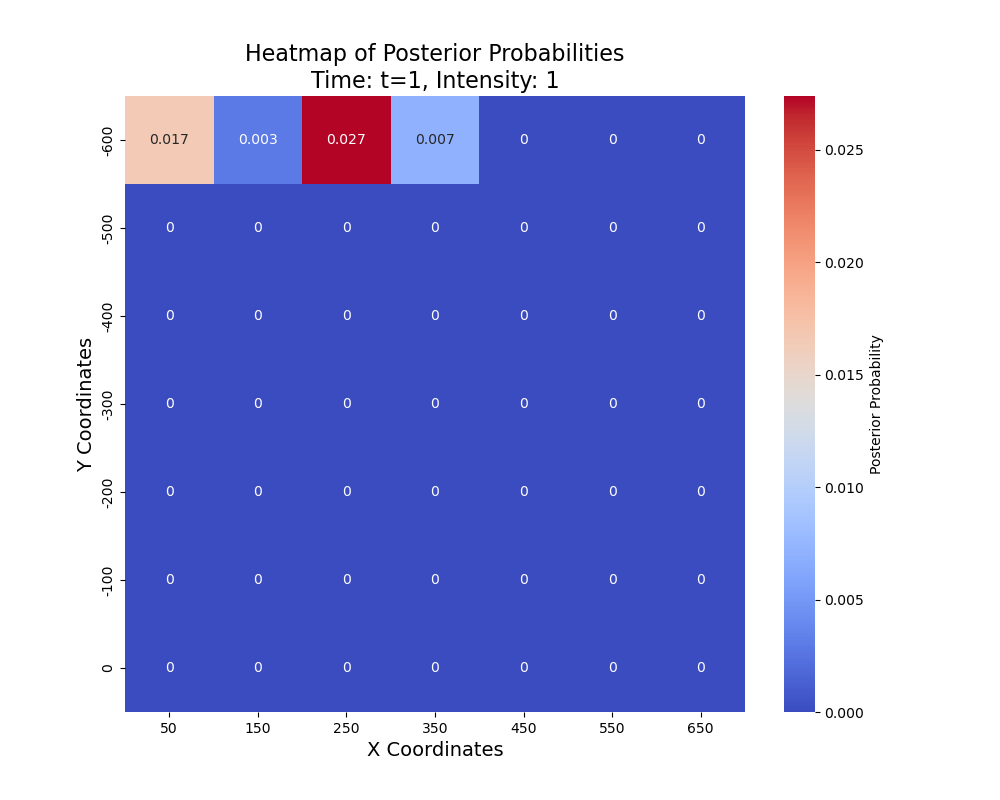 Heatmap of Posterior Probabilities
Time: t=1, Intensity: 1
-600 0.017 0.003 0.027 0.007 0 0 0
-500 0 0 0 0 0 0 0
-400 0 0 0 0 0 0 0
-300 0 0 0 0 0 0 0
-200 0 0 0 0 0 0 0
-100 0 0 0 0 0 0 0
0 0 0 0 0 0 0 0
50 150 250 350 450 550 650
X Coordinates
Y Coordinates
0.025
0.020
0.015
0.010
0.005
0.000
Posterior Probability